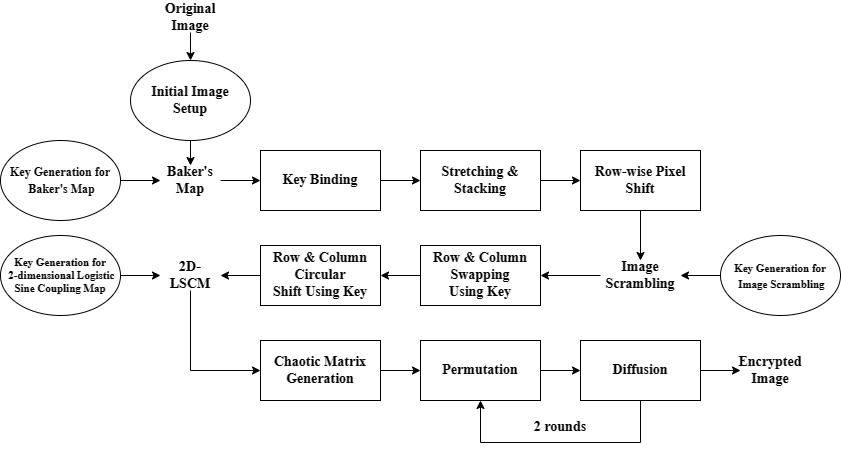 Original
Image
Initial Image
Setup
Key Generation for
Baker's Map
Baker's
Map
Key Binding
Stretching &
Stacking
Row-wise Pixel
Shift
Key Generation for
2-dimensional Logistic
Sine Coupling Map
2D-
LSCM
Row & Column
Circular
Shift Using Key
Row & Column
Swapping
Using Key
Image
Scrambling
Key Generation for
Image Scrambling
Chaotic Matrix
Generation
Permutation
Diffusion
Encrypted
Image
2 rounds